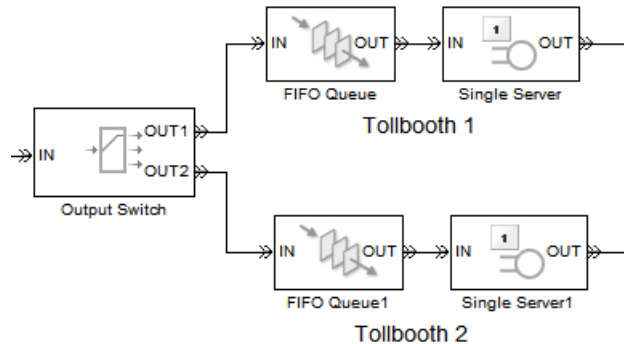 IN OUT
FIFO Queue
IN 1 OUT
Single Server
Tollbooth 1
IN OUT1
OUT2
Output Switch
IN OUT
FIFO Queue1
IN 1 OUT
Single Server1
Tollbooth 2